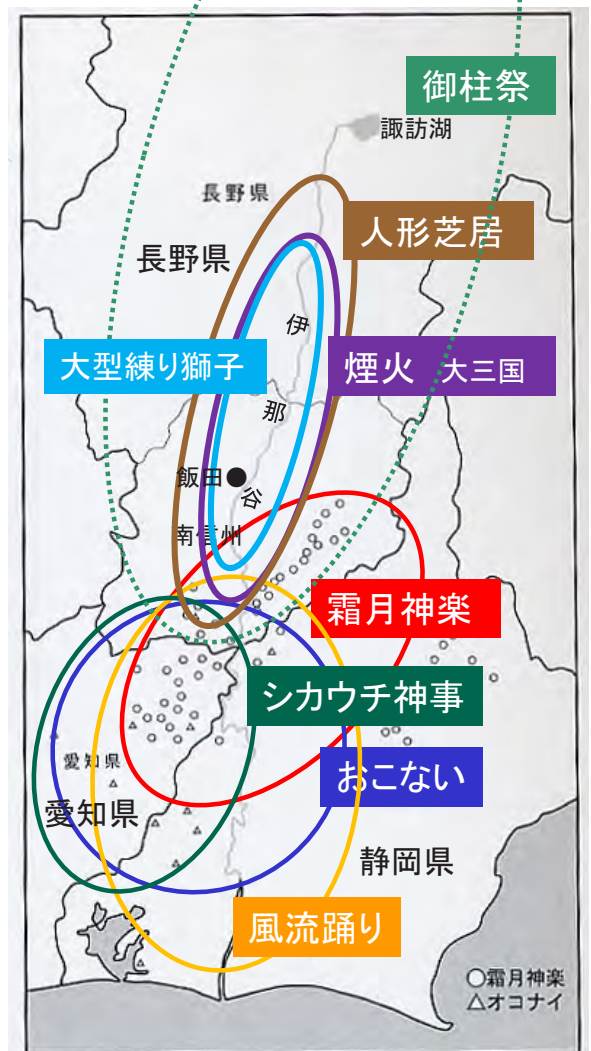 御柱祭
諏訪湖
長野県
人形芝居
長野県
伊
大型練り獅子
煙火 大三国
那
飯田
谷
南信州
霜月神楽
シカウチ神事
愛知県
おこない
愛知県
静岡県
風流踊り
○霜月神楽
△オコナイ